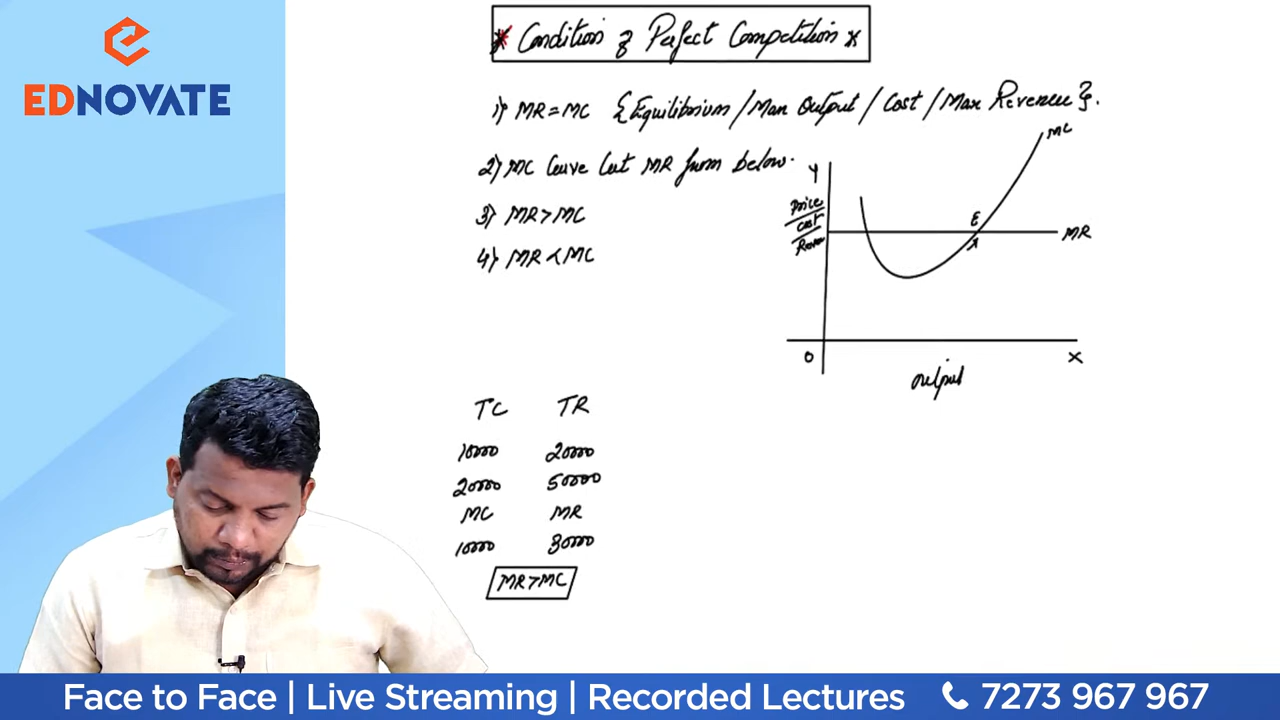 EDNOVATE
* Condition of Perfect Competition *
1) MR = MC {Equilibrium / Max Output / Cost / Max Revenue}.
2) MC Curve Cut MR from below.
3) MR > MC
4) MR < MC
MC
Y
Price
Cost
Reven
E
MR
O
X
Output
TC TR
10000 20000
20000 50000
MC MR
10000 30000
MR > MC
Face to Face | Live Streaming | Recorded Lectures 7273 967 967